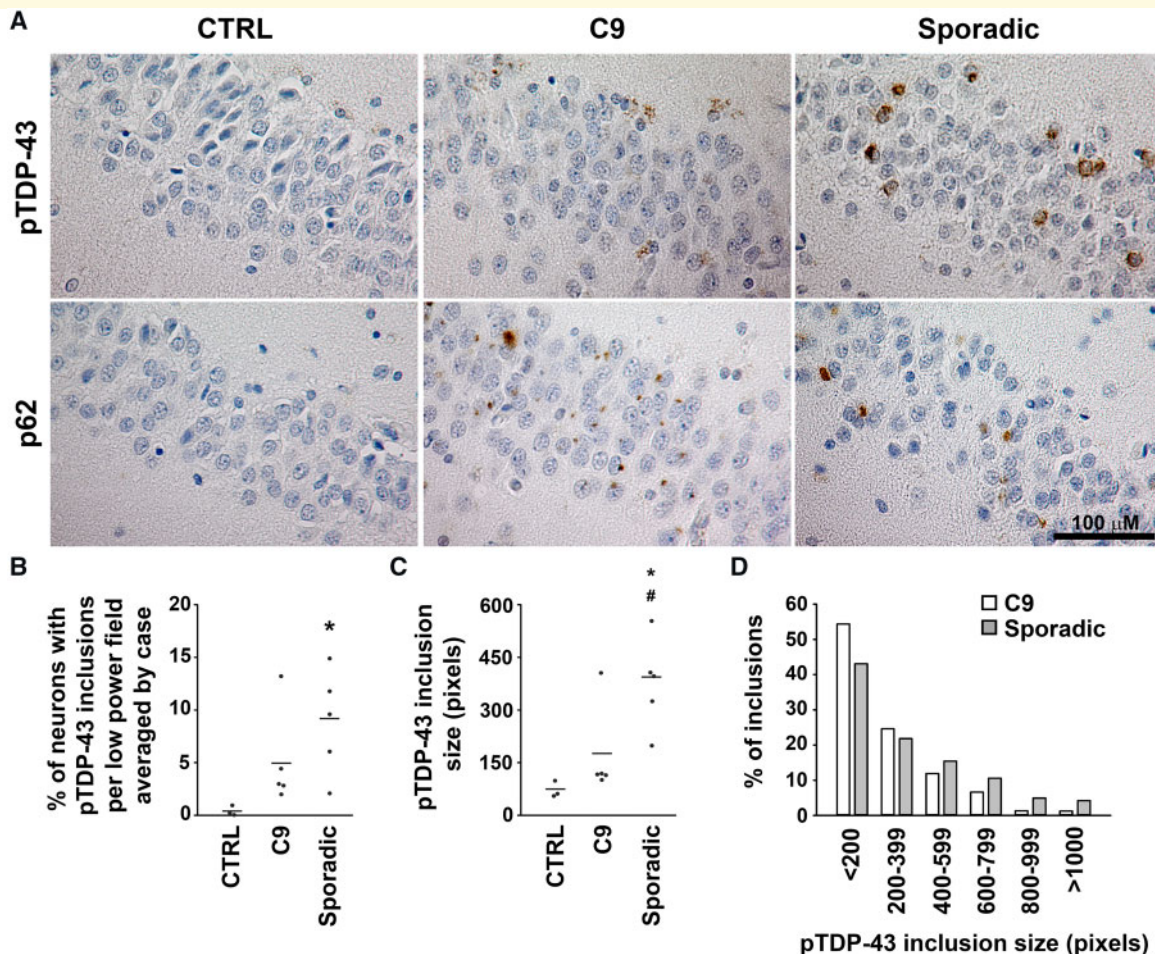 A
CTRL
C9
Sporadic
pTDP-43
p62
100 µM
B
% of neurons with
pTDP-43 inclusions
per low power field
averaged by case
20
15
10
5
0
*
CTRL
C9
Sporadic
C
pTDP-43 inclusion
size (pixels)
600
450
300
150
0
*
#
CTRL
C9
Sporadic
D
% of inclusions
60
50
40
30
20
10
0
C9
Sporadic
<200
200-399
400-599
600-799
800-999
>1000
pTDP-43 inclusion size (pixels)